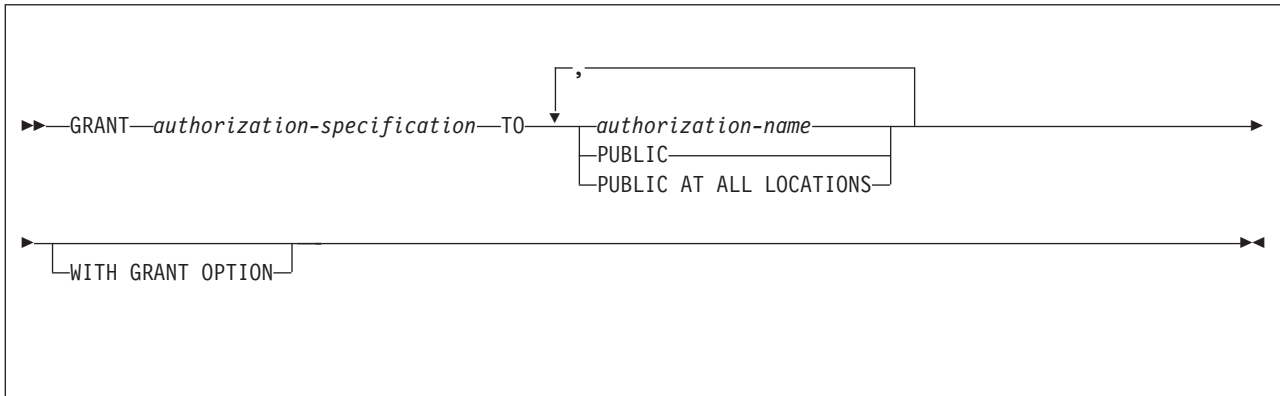 ,
GRANT authorization-specification TO authorization-name
PUBLIC
PUBLIC AT ALL LOCATIONS
WITH GRANT OPTION